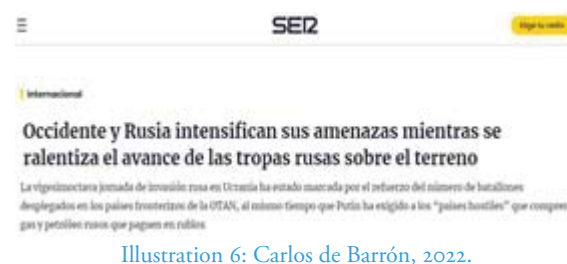 SER
Elige tu radio
Internacional
Occidente y Rusia intensifican sus amenazas mientras se
ralentiza el avance de las tropas rusas sobre el terreno
La vigesimoctava jornada de invasión rusa en Ucrania ha estado marcada por el refuerzo del número de batallones
desplegados en los países fronterizos de la OTAN, al mismo tiempo que Putin ha exigido a los "países hostiles" que compren
gas y petróleo rusos que paguen en rublos
Illustration 6: Carlos de Barrón, 2022.